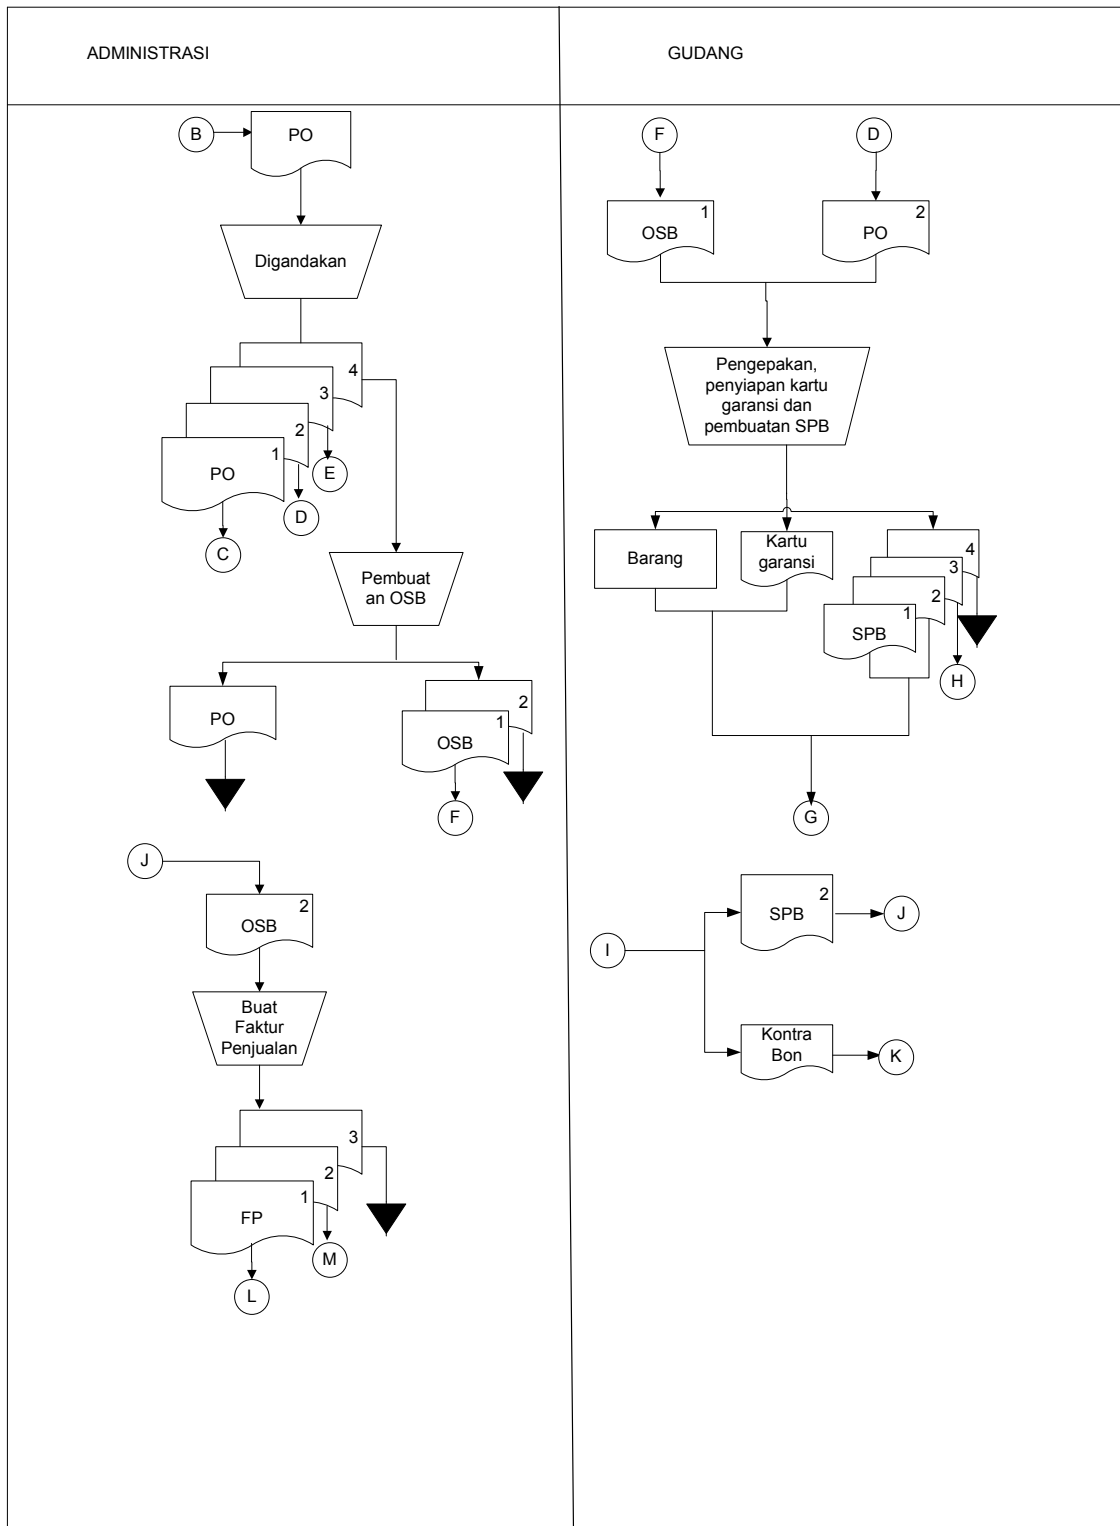 ADMINISTRASI
GUDANG
B
PO
Digandakan
4
3
2
1
PO
E
D
C
Pembuat
an OSB
PO
2
1
OSB
F
J
2
OSB
Buat
Faktur
Penjualan
3
2
1
FP
M
L
F
D
1
OSB
2
PO
Pengepakan,
penyiapan kartu
garansi dan
pembuatan SPB
Barang
Kartu
garansi
4
3
2
1
SPB
H
G
I
2
SPB
J
Kontra
Bon
K